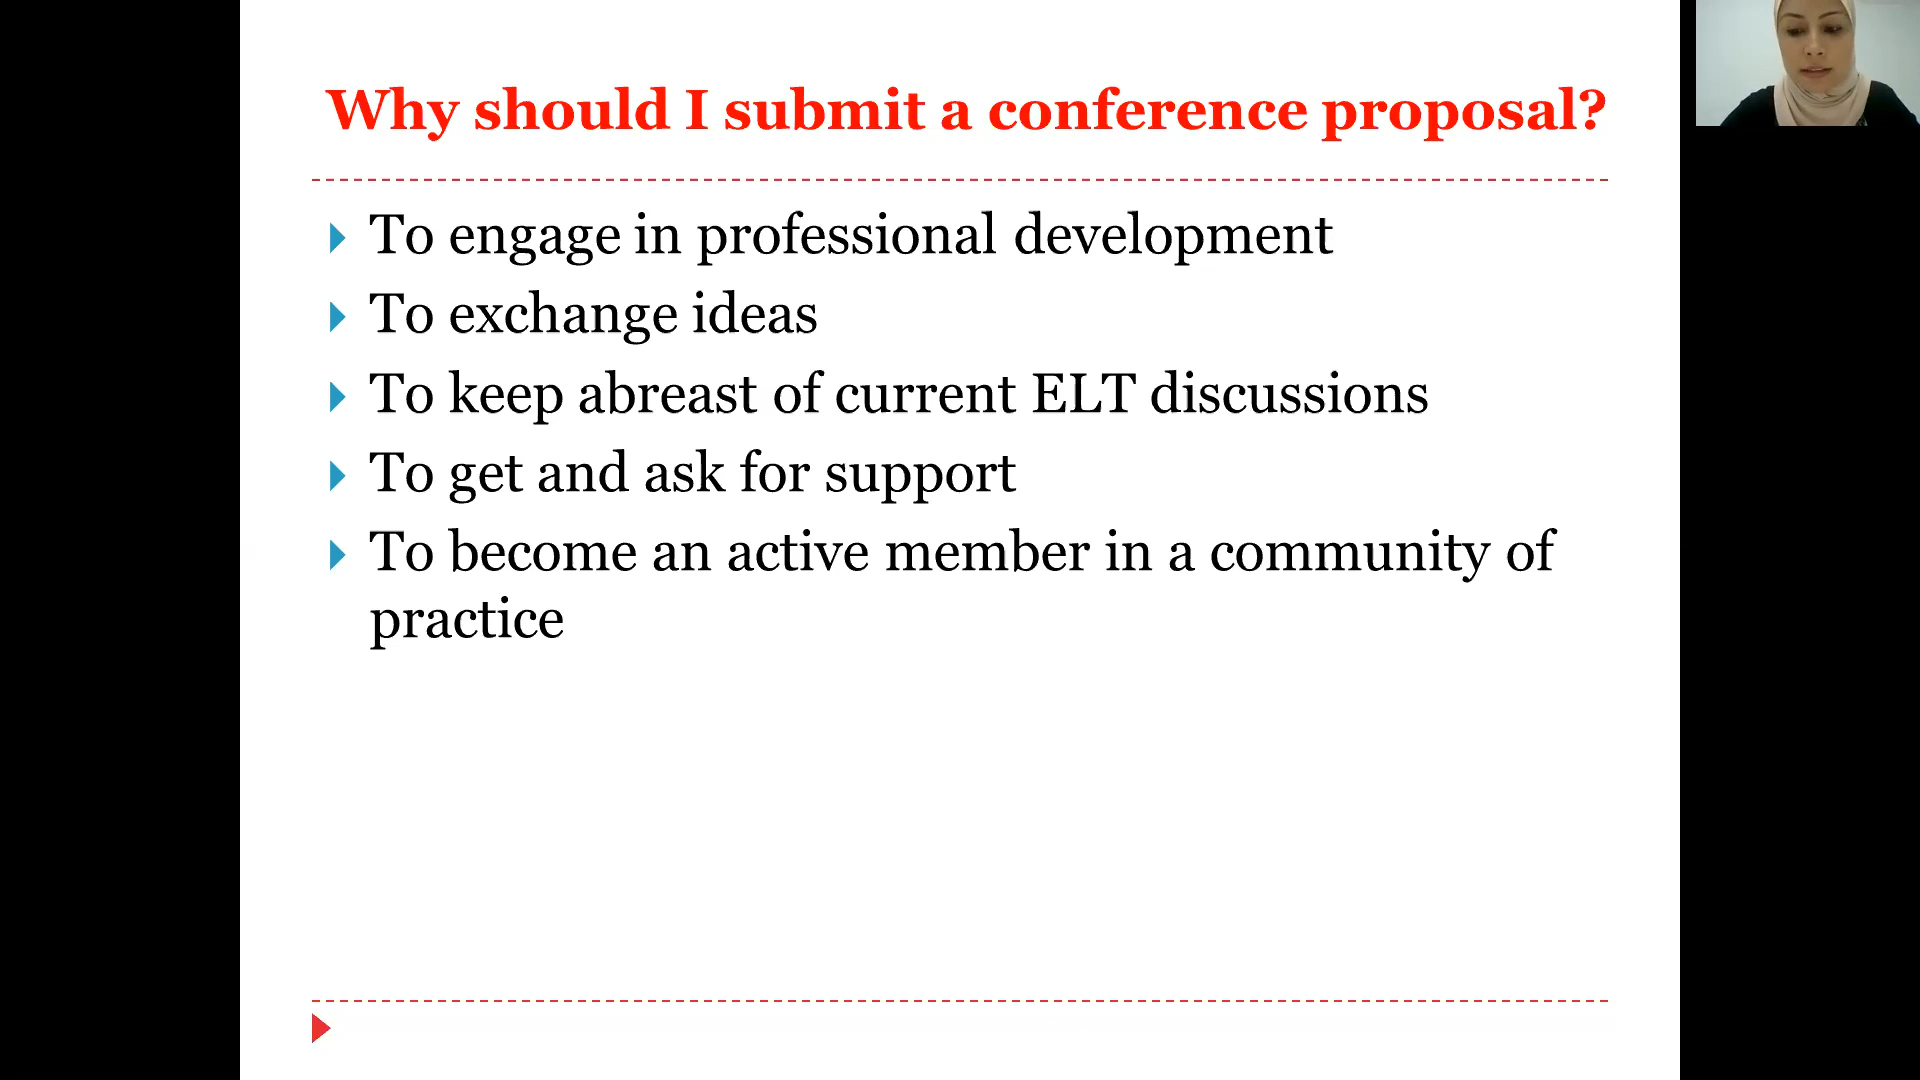 Why should I submit a conference proposal?
To engage in professional development
To exchange ideas
To keep abreast of current ELT discussions
To get and ask for support
To become an active member in a community of
practice